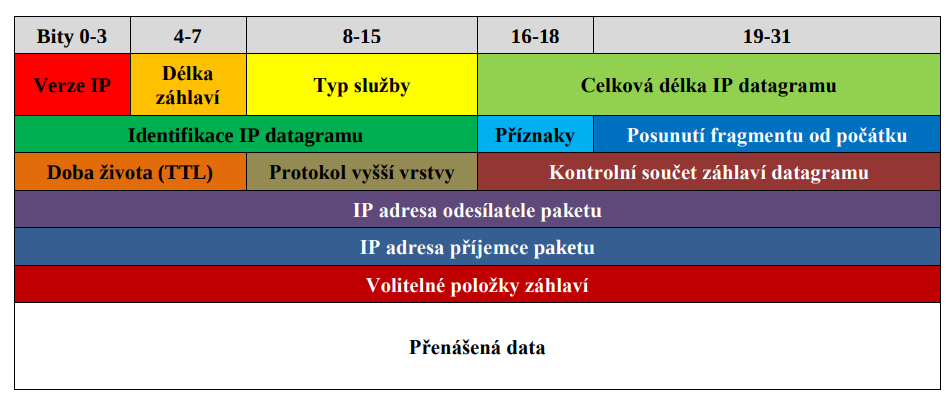 Bity 0-3 4-7 8-15 16-18 19-31
Verze IP Délka záhlaví Typ služby Celková délka IP datagramu
Identifikace IP datagramu Příznaky Posunutí fragmentu od počátku
Doba života (TTL) Protokol vyšší vrstvy Kontrolní součet záhlaví datagramu
IP adresa odesílatele paketu
IP adresa příjemce paketu
Volitelné položky záhlaví
Přenášená data